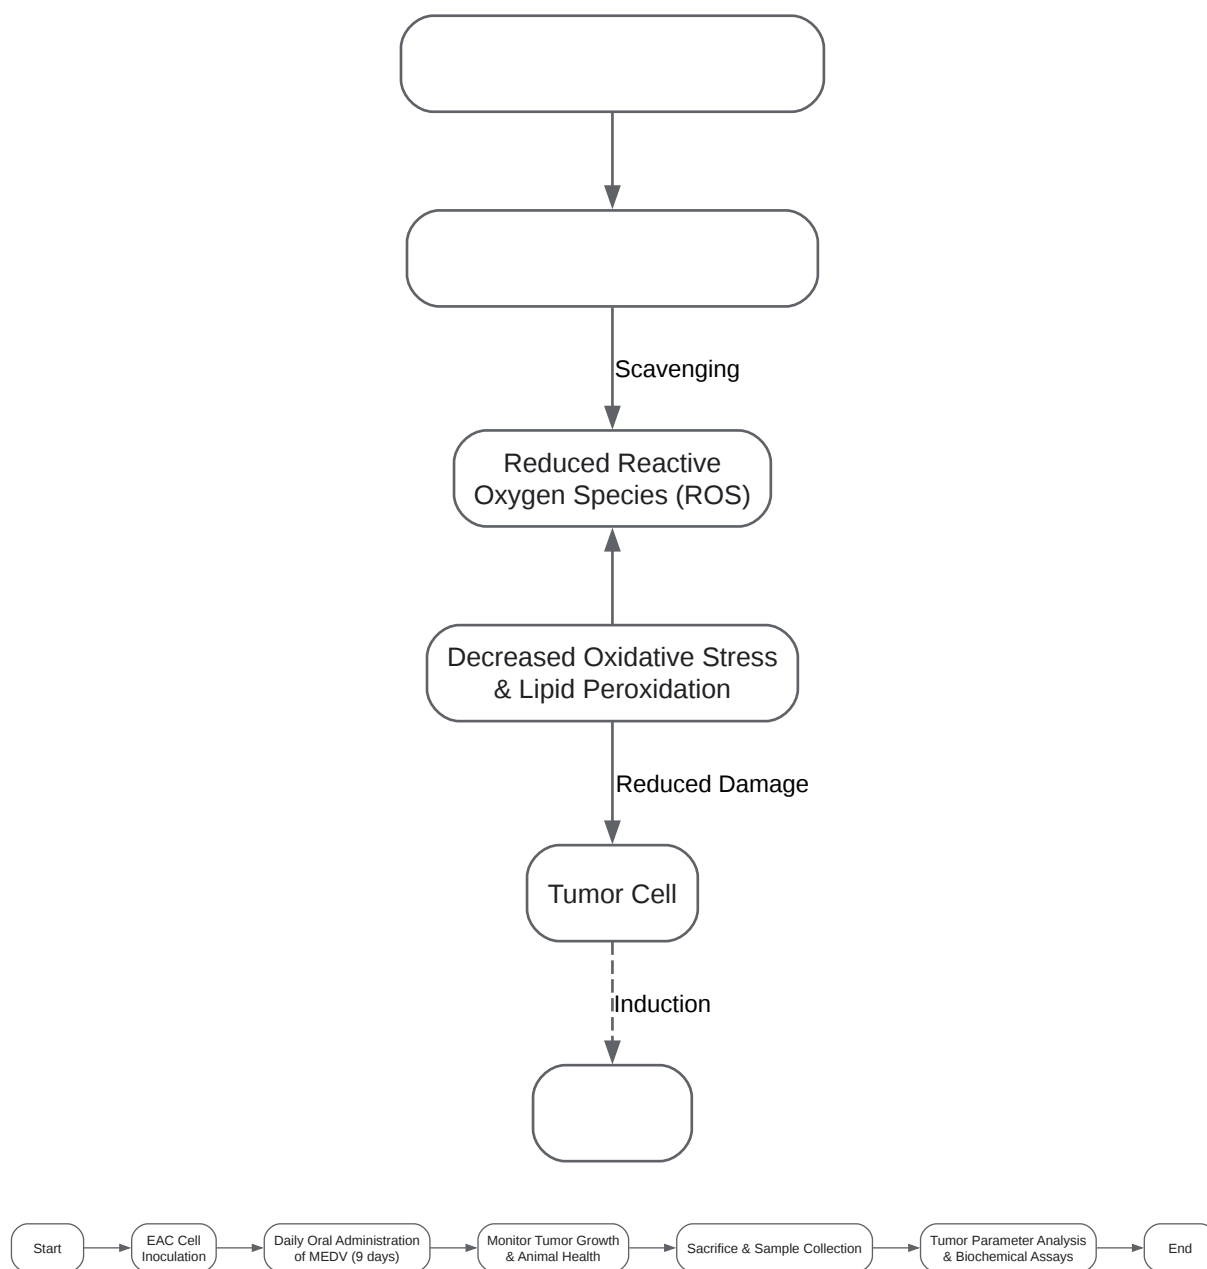 Scavenging
Reduced Reactive
Oxygen Species (ROS)
Decreased Oxidative Stress
& Lipid Peroxidation
Reduced Damage
Tumor Cell
Induction
Start
EAC Cell
Inoculation
Daily Oral Administration
of MEDV (9 days)
Monitor Tumor Growth
& Animal Health
Sacrifice & Sample Collection
Tumor Parameter Analysis
& Biochemical Assays
End